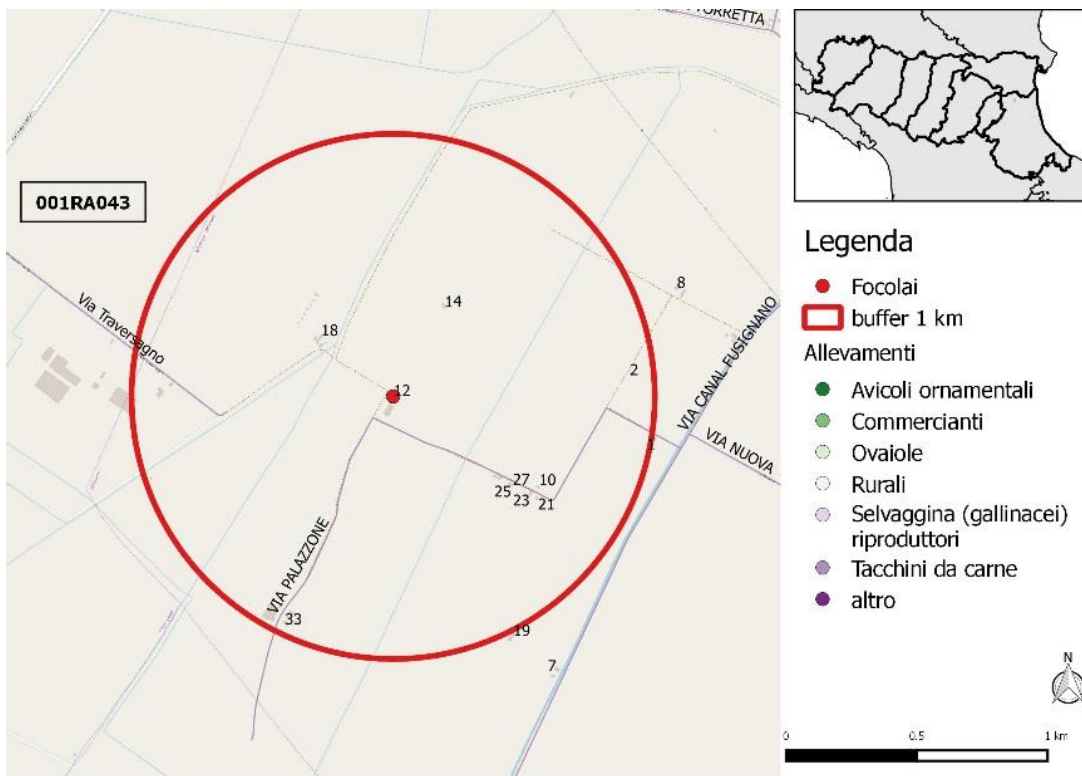 TORRETTA
001RA043
Via Traversagno
8
14
18
2
12
VIA CANAL FUSIGNANO
VIA NUOVA
1
27
10
25
23
21
VIA PALAZZONE
33
19
7
Legenda
Focolai
buffer 1 km
Allevamenti
Avicoli ornamentali
Commercianti
Ovaiole
Rurali
Selvaggina (gallinacei)
riproduttori
Tacchini da carne
altro
N
0
0.5
1 km